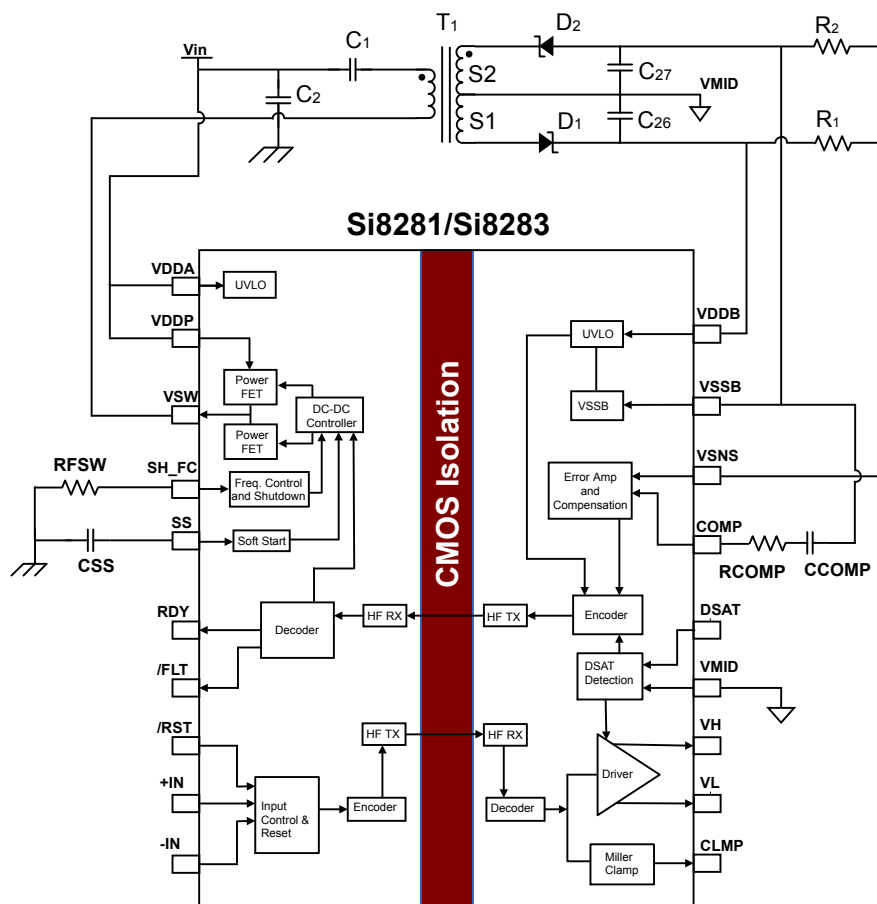 T1
D2
R2
Vin
C1
C2
S2
C27
VMID
S1
D1
C26
R1
Si8281/Si8283
VDDA
UVLO
VDDP
Power
FET
VSW
DC-DC
Controller
Power
FET
SH_FC
Freq. Control
and Shutdown
RFSW
SS
Soft Start
CSS
RDY
Decoder
HF RX
/FLT
/RST
HF TX
+IN
Input
Control &
Reset
Encoder
-IN
CMOS Isolation
VDDB
UVLO
VSSB
VSSB
VSNS
Error Amp
and
Compensation
COMP
RCOMP
CCOMP
HF TX
Encoder
DSAT
DSAT
Detection
VMID
HF RX
VH
Driver
Decoder
VL
Miller
Clamp
CLMP